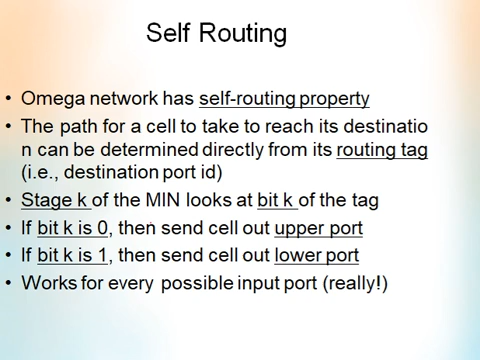 Self Routing
• Omega network has self-routing property
• The path for a cell to take to reach its destinatio
n can be determined directly from its routing tag
(i.e., destination port id)
• Stage k of the MIN looks at bit k of the tag
• If bit k is 0, then send cell out upper port
• If bit k is 1, then send cell out lower port
• Works for every possible input port (really!)